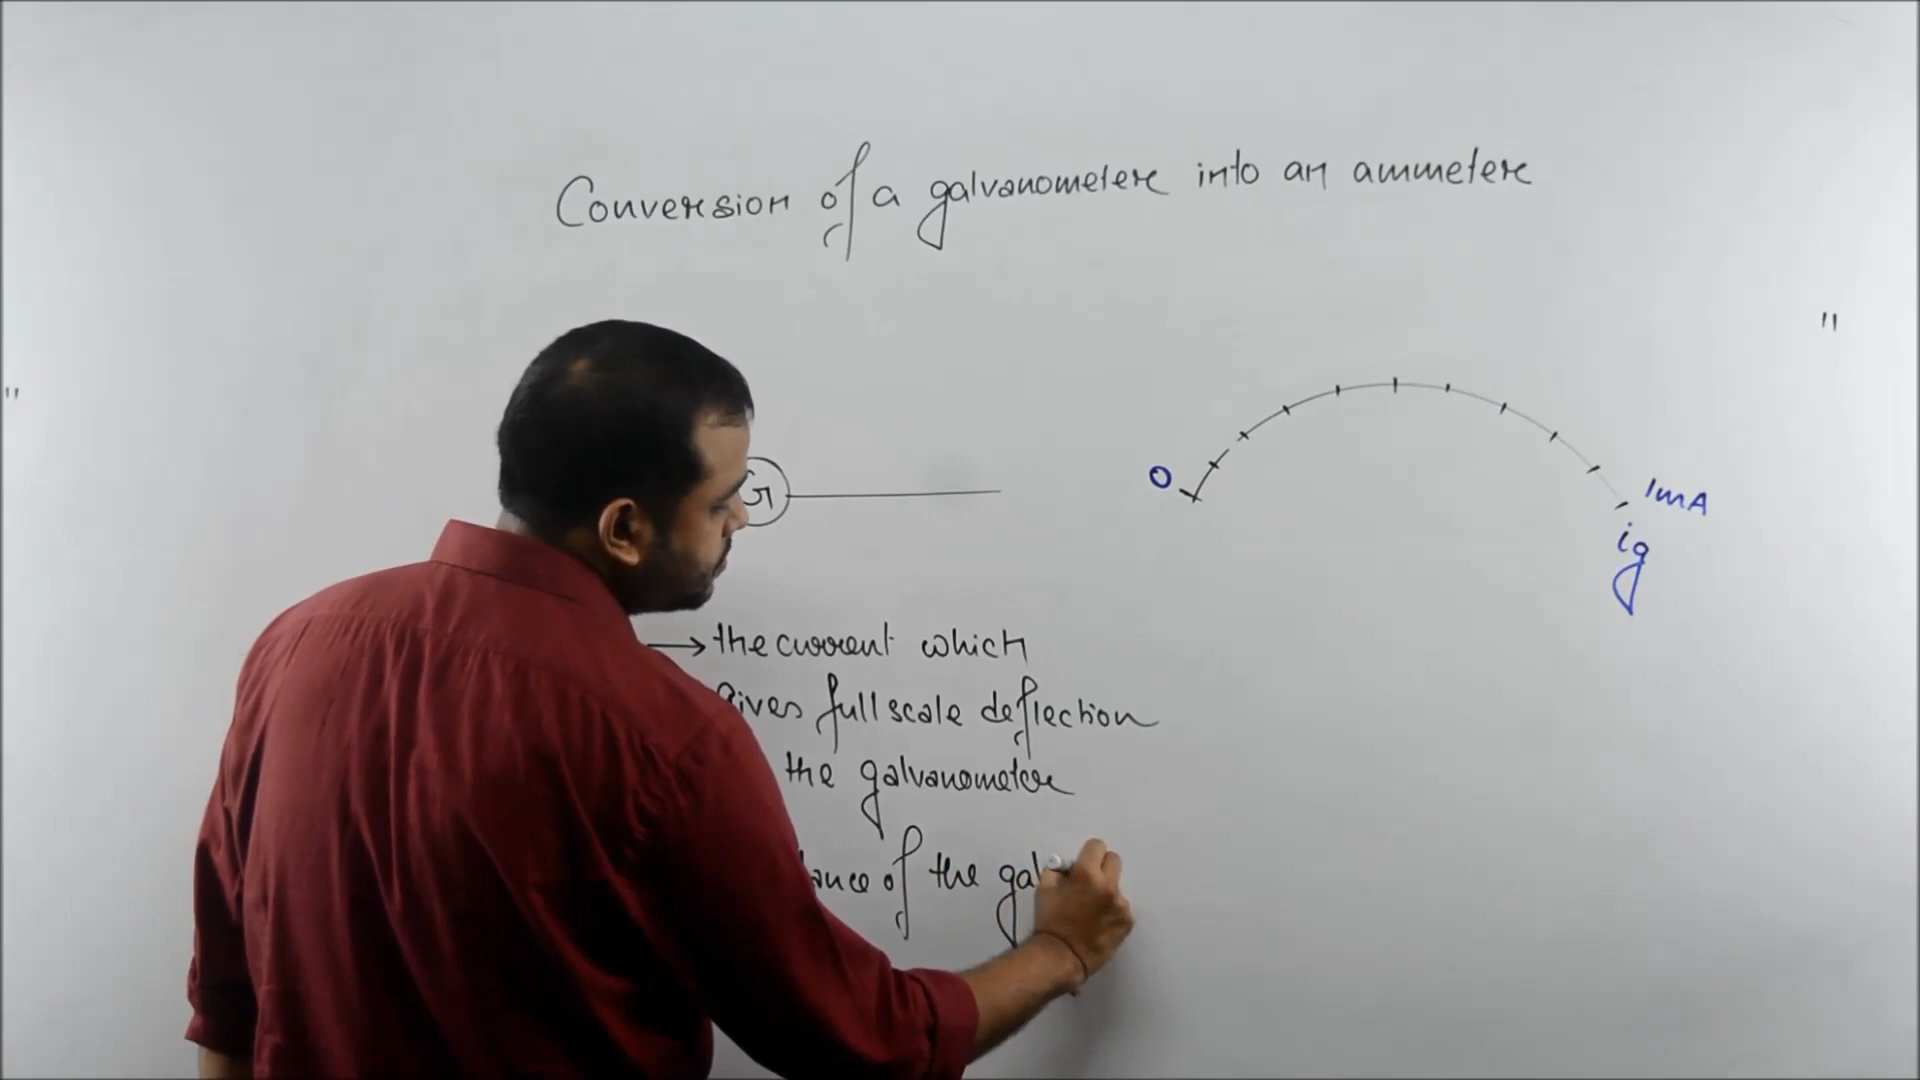 Conversion of a galvanometer into an ammeter
"
"
G
0
1mA
ig
→ the current which
gives full scale deflection
the galvanometer
of the gal